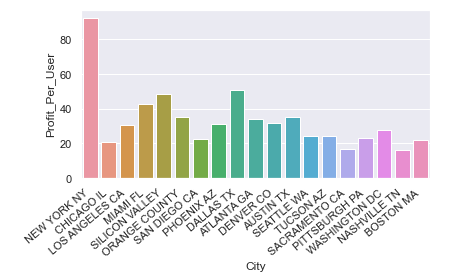 Profit_Per_User
80
60
40
20
0
NEW YORK NY
CHICAGO IL
LOS ANGELES CA
MIAMI FL
SILICON VALLEY
ORANGE COUNTY
SAN DIEGO CA
PHOENIX AZ
DALLAS TX
ATLANTA GA
DENVER CO
AUSTIN TX
SEATTLE WA
TUCSON AZ
SACRAMENTO CA
PITTSBURGH PA
WASHINGTON DC
NASHVILLE TN
BOSTON MA
City